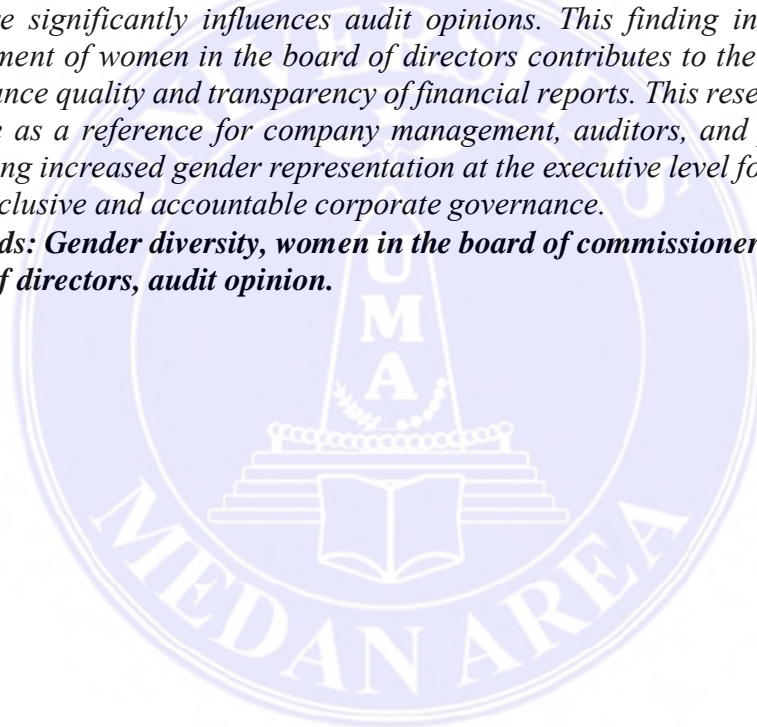 e significantly influences audit opinions. This finding in
ment of women in the board of directors contributes to the
ance quality and transparency of financial reports. This rese
e as a reference for company management, auditors, and
ng increased gender representation at the executive level fo
clusive and accountable corporate governance.
ds: Gender diversity, women in the board of commissioner
f directors, audit opinion.
UNIVERSITAS
UMA
MEDAN AREA